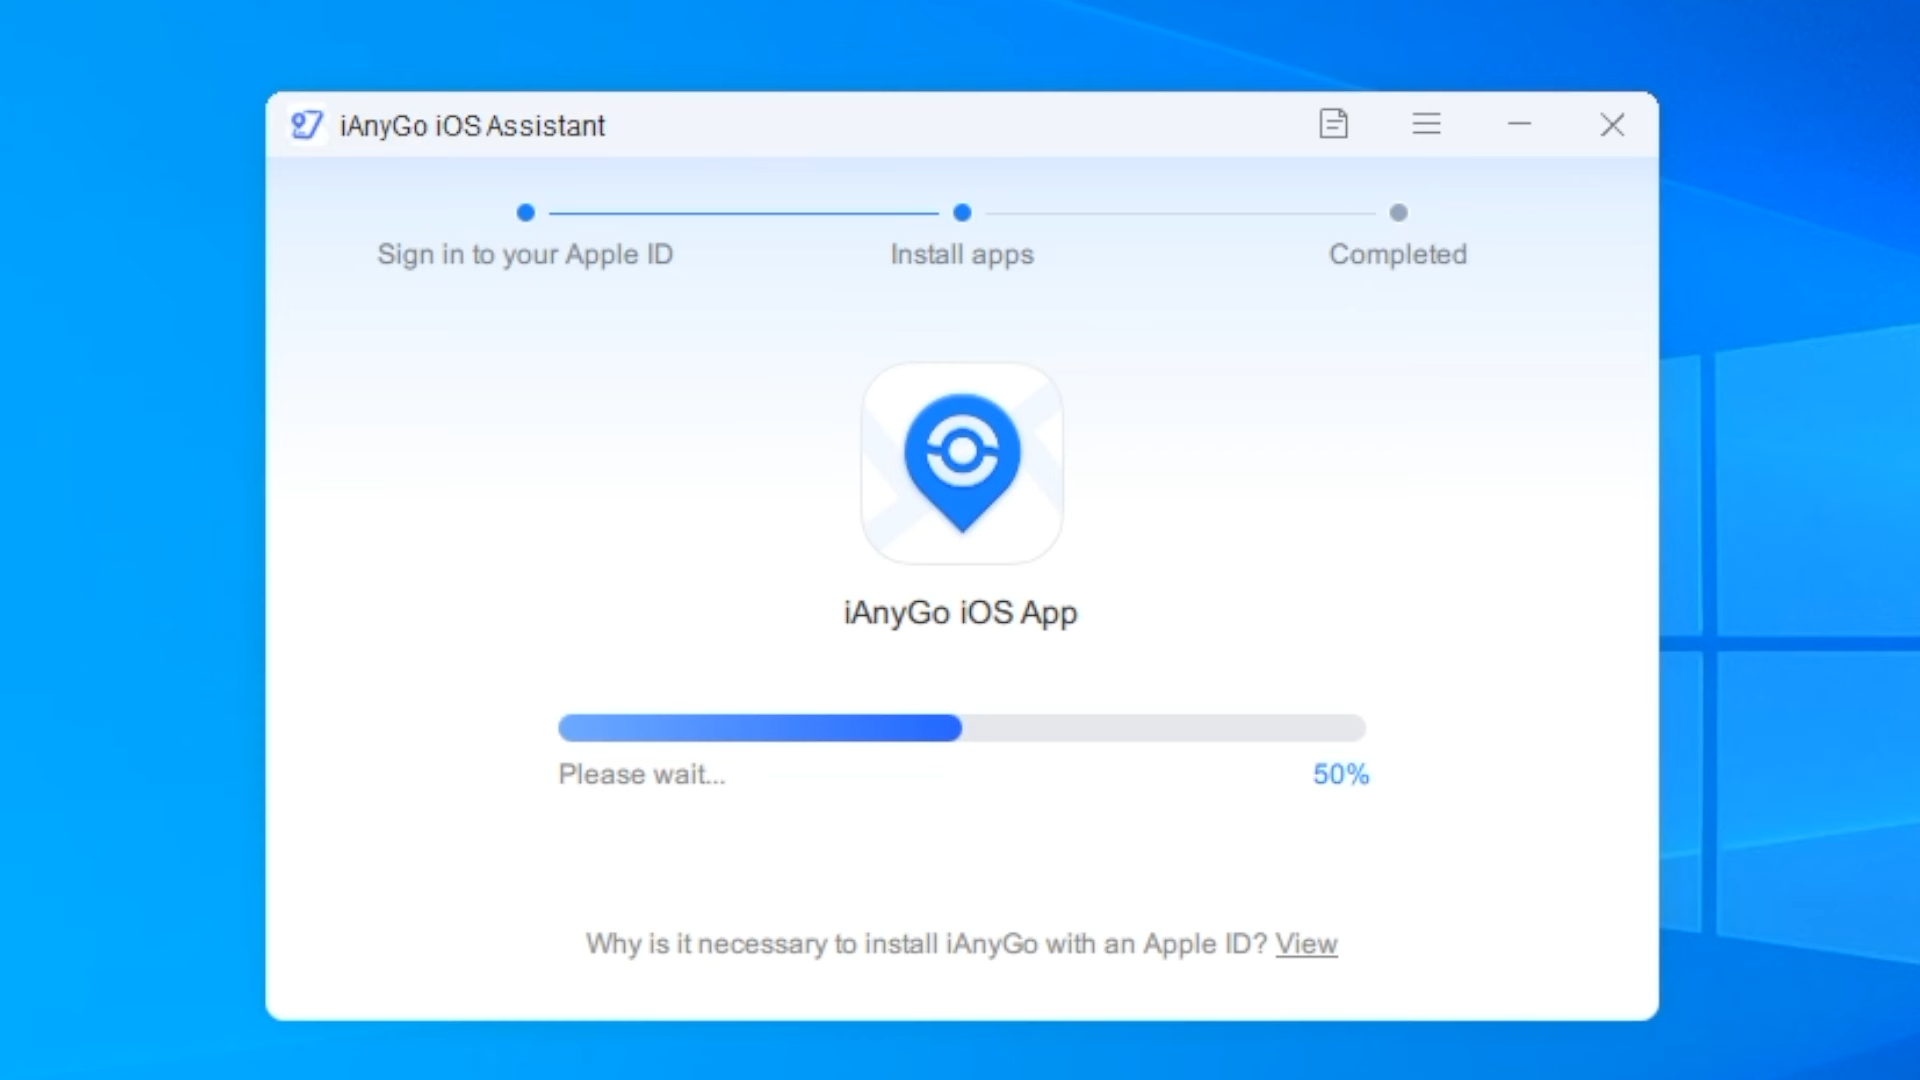 iAnyGo iOS Assistant
Sign in to your Apple ID
Install apps
Completed
iAnyGo iOS App
Please wait...
50%
Why is it necessary to install iAnyGo with an Apple ID? View